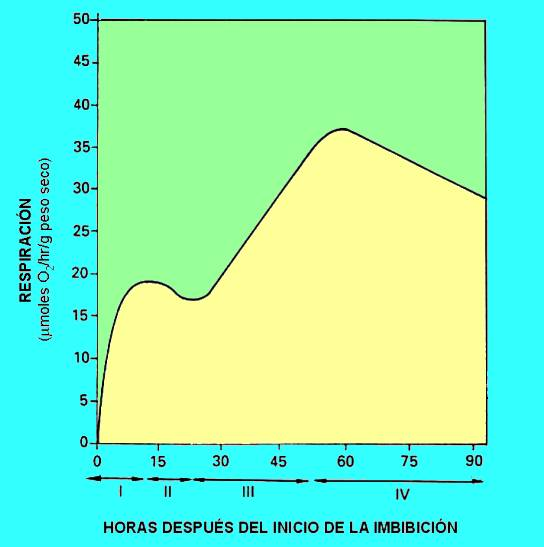 RESPIRACIÓN
(µmoles O₂/hr/g peso seco)
50
45
40
35
30
25
20
15
10
5
0
0 15 30 45 60 75 90
I II III IV
HORAS DESPUÉS DEL INICIO DE LA IMBIBICIÓN